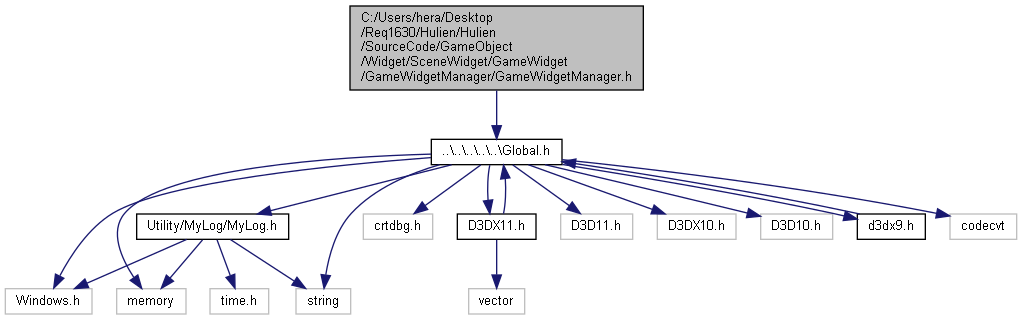 C:/Users/hera/Desktop
/Req1630/Hulien/Hulien
/SourceCode/GameObject
/Widget/SceneWidget/GameWidget
/GameWidgetManager/GameWidgetManager.h
..\..\..\..\..\Global.h
Utility/MyLog/MyLog.h
crtdbg.h
D3DX11.h
D3D11.h
D3DX10.h
D3D10.h
d3dx9.h
codecvt
Windows.h
memory
time.h
string
vector